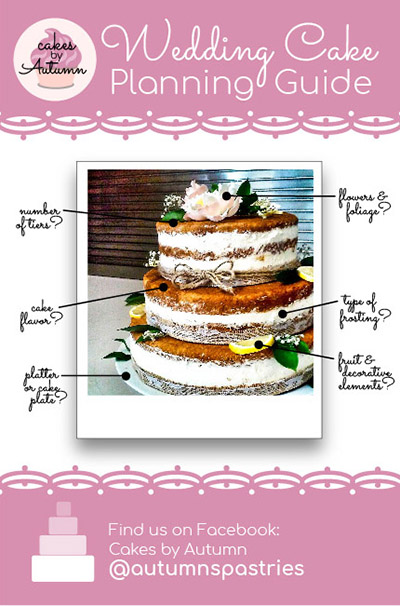 cakes
by
Autumn
Wedding Cake
Planning Guide
number
of tiers?
flowers &
foliage?
cake
flavor?
type of
frosting?
platter
or cake
plate?
fruit &
decorative
elements?
Find us on Facebook:
Cakes by Autumn
@autumnspastries